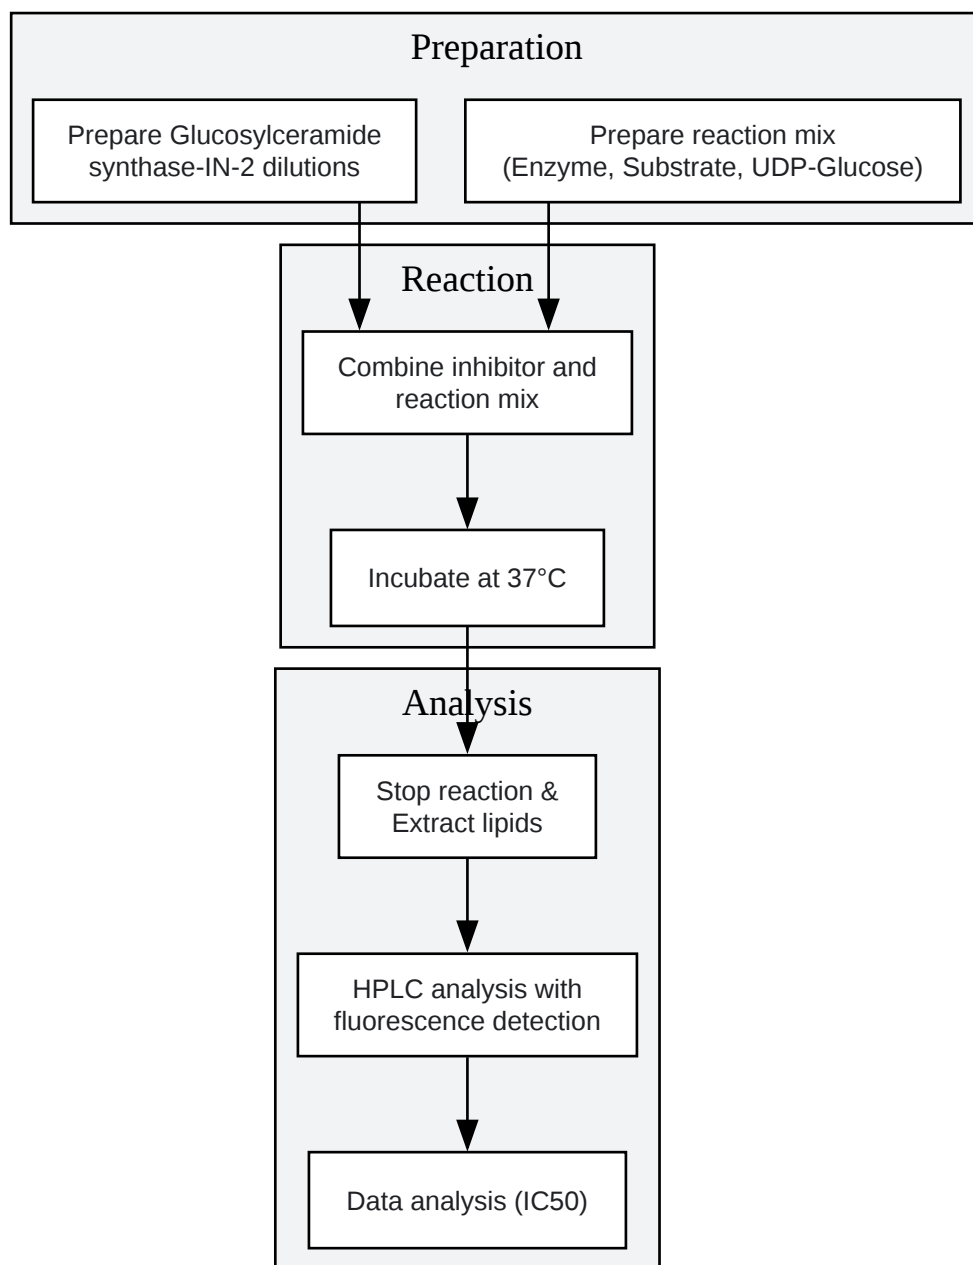 Preparation
Prepare Glucosylceramide
synthase-IN-2 dilutions
Prepare reaction mix
(Enzyme, Substrate, UDP-Glucose)
Reaction
Combine inhibitor and
reaction mix
Incubate at 37°C
Analysis
Stop reaction &
Extract lipids
HPLC analysis with
fluorescence detection
Data analysis (IC50)